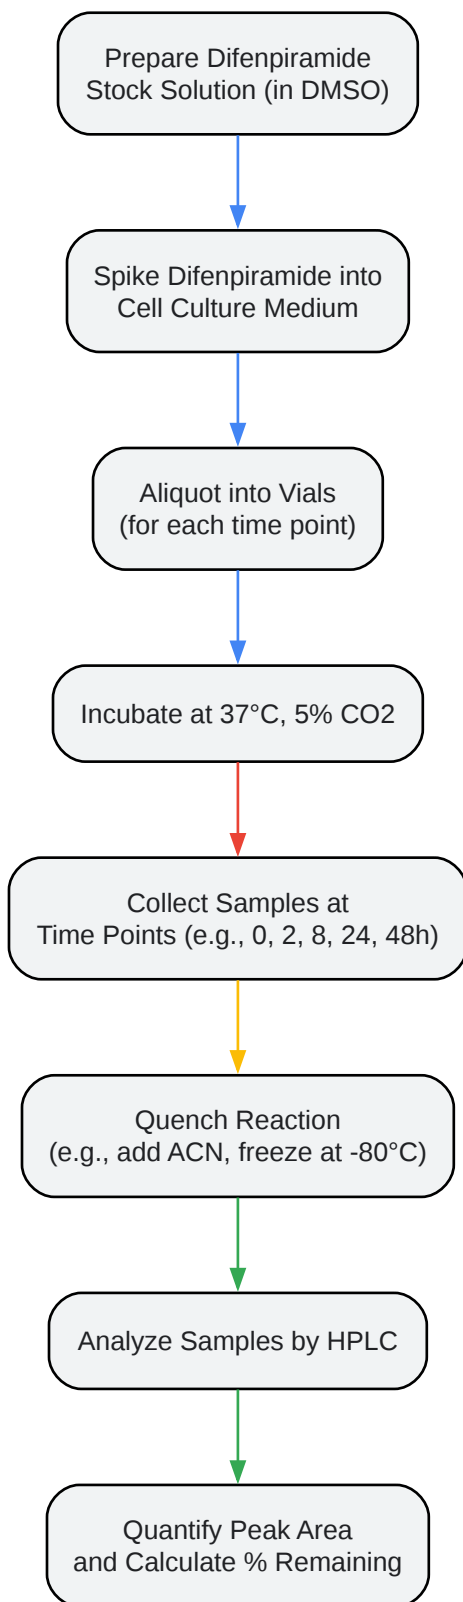 Prepare Difenpiramide
Stock Solution (in DMSO)
Spike Difenpiramide into
Cell Culture Medium
Aliquot into Vials
(for each time point)
Incubate at 37°C, 5% CO2
Collect Samples at
Time Points (e.g., 0, 2, 8, 24, 48h)
Quench Reaction
(e.g., add ACN, freeze at -80°C)
Analyze Samples by HPLC
Quantify Peak Area
and Calculate % Remaining